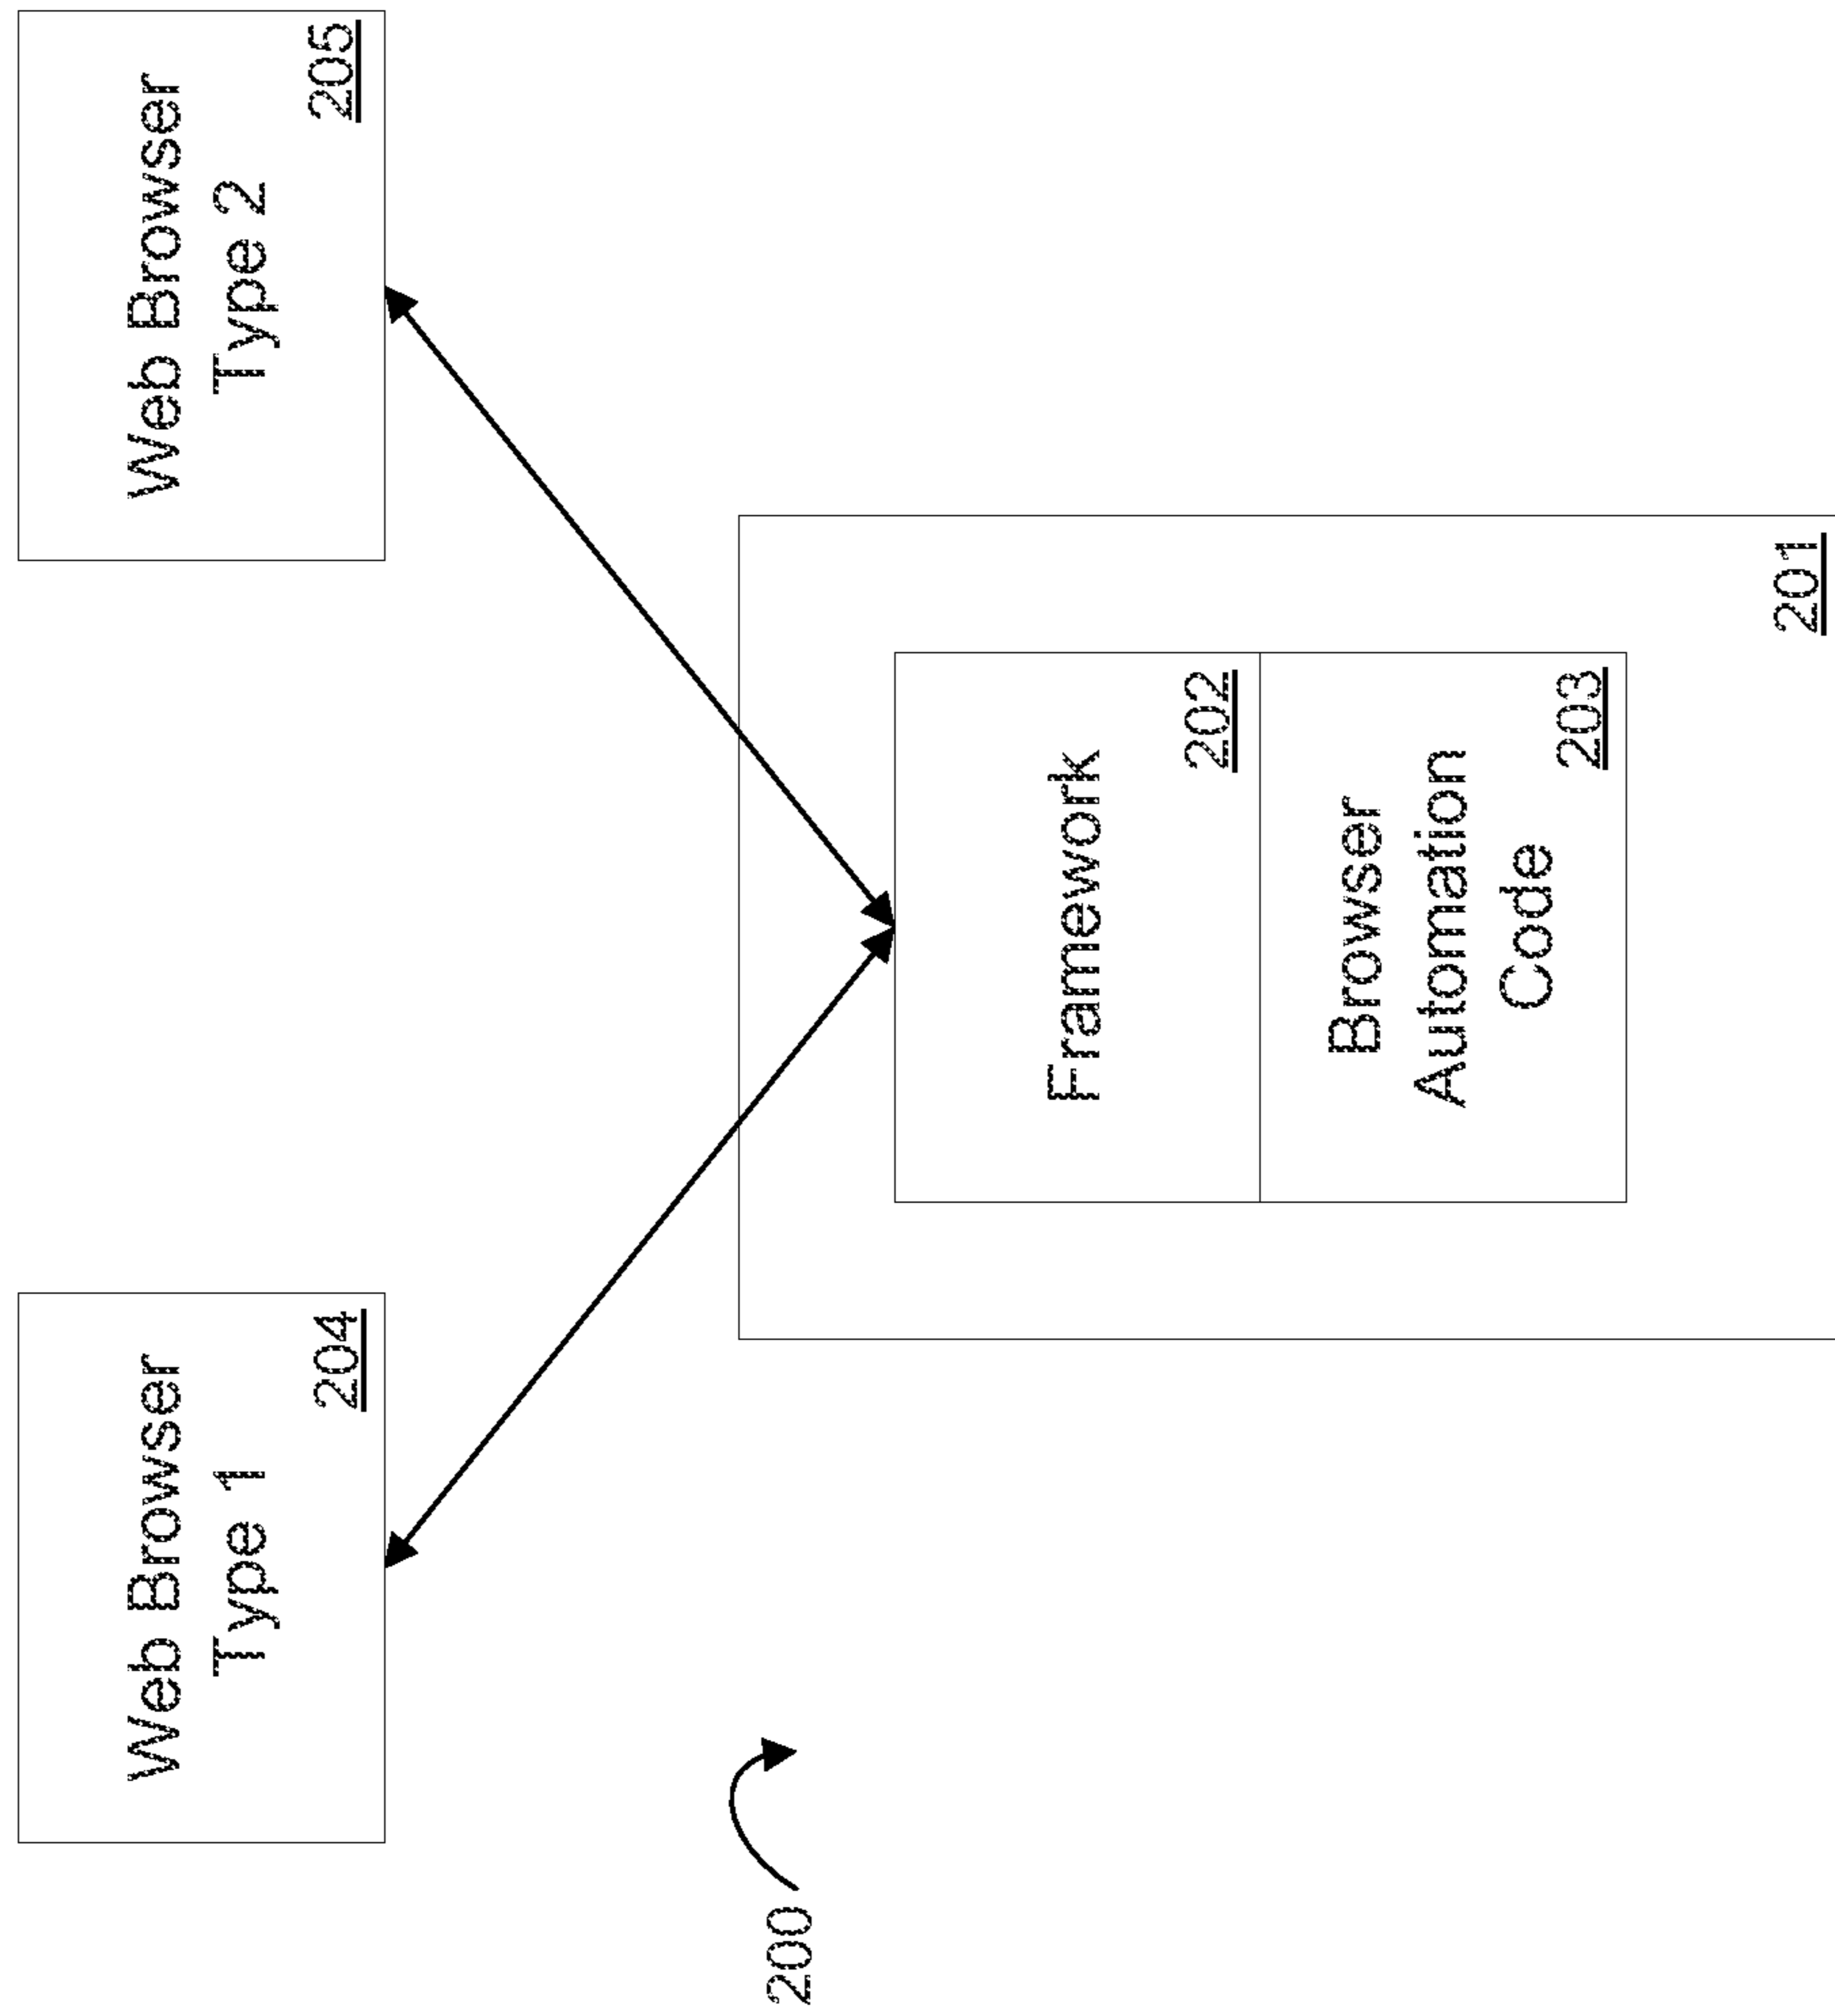 Web Browser
Type 1
204
Web Browser
Type 2
205
200
Framework
202
Browser
Automation
Code
203
201